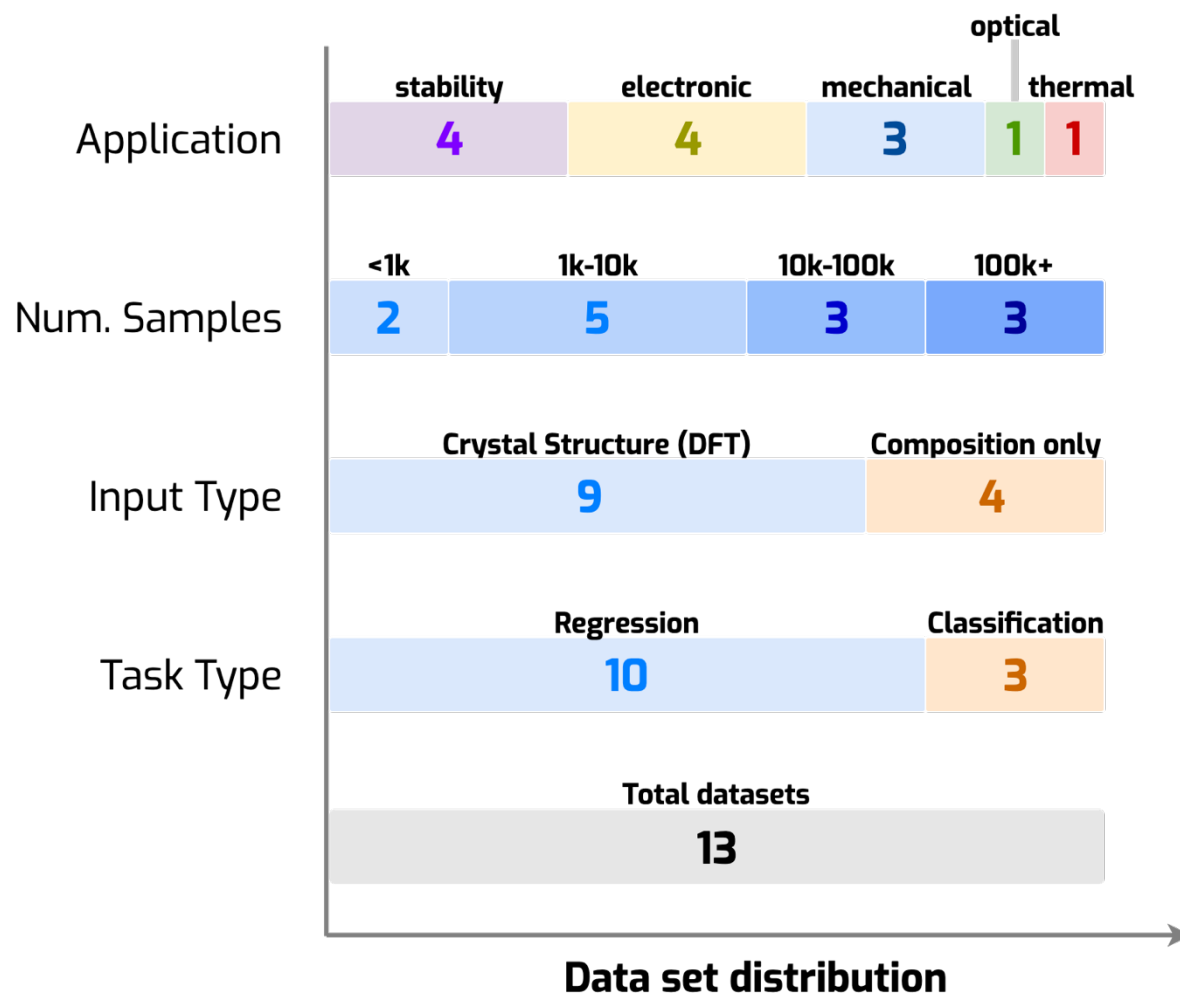 optical
stability electronic mechanical thermal
Application 4 4 3 1 1
<1k 1k-10k 10k-100k 100k+
Num. Samples 2 5 3 3
Crystal Structure (DFT) Composition only
Input Type 9 4
Regression Classification
Task Type 10 3
Total datasets
13
Data set distribution